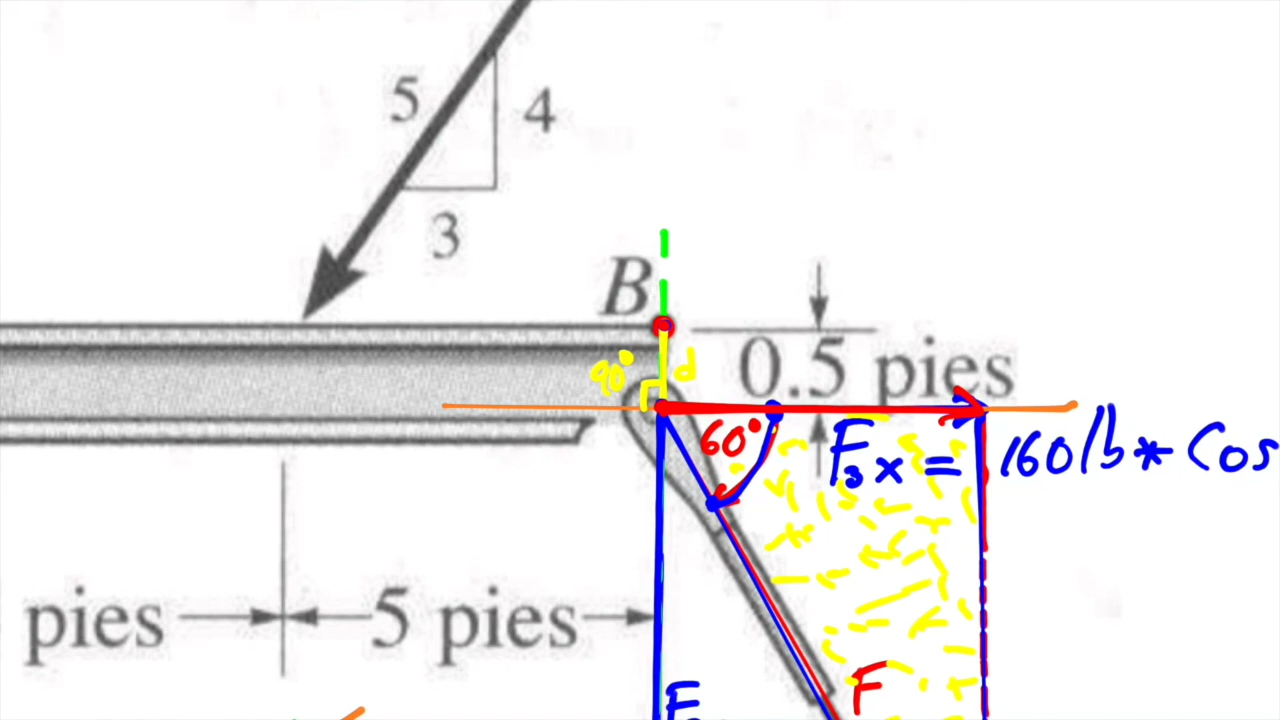 5
4
3
B
90°
d
0.5 pies
60°
F3x = 160lb* Cos
pies
5 pies
F
F